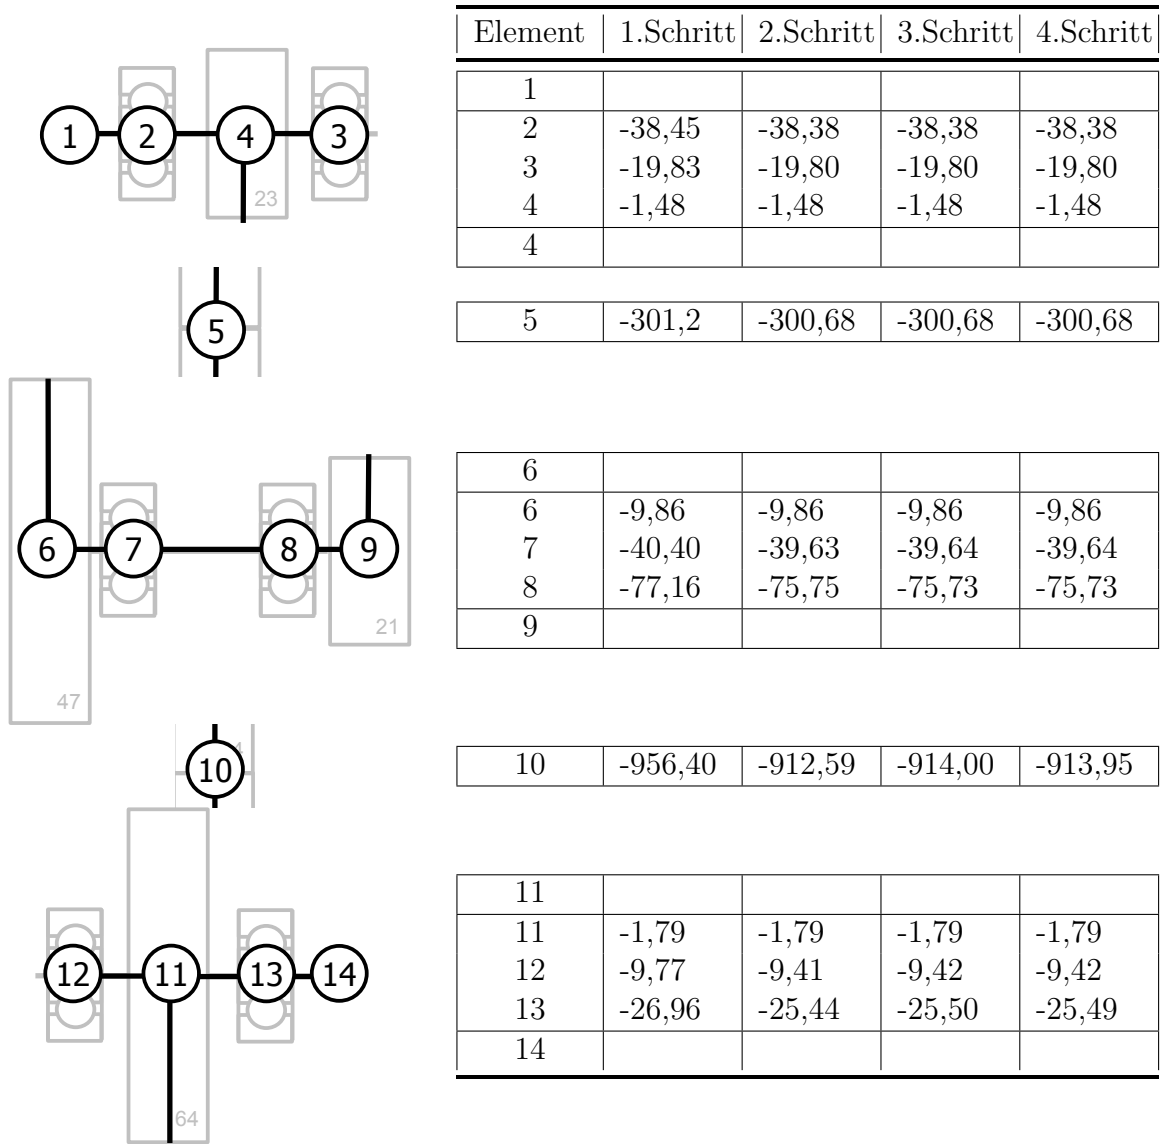 Element 1.Schritt 2.Schritt 3.Schritt 4.Schritt
1
2 -38,45 -38,38 -38,38 -38,38
3 -19,83 -19,80 -19,80 -19,80
4 -1,48 -1,48 -1,48 -1,48
4
1 2 4 3
23
5
5 -301,2 -300,68 -300,68 -300,68
6
6 -9,86 -9,86 -9,86 -9,86
7 -40,40 -39,63 -39,64 -39,64
8 -77,16 -75,75 -75,73 -75,73
9
6 7 8 9
21
47
10
10 -956,40 -912,59 -914,00 -913,95
11
11 -1,79 -1,79 -1,79 -1,79
12 -9,77 -9,41 -9,42 -9,42
13 -26,96 -25,44 -25,50 -25,49
14
12 11 13 14
64